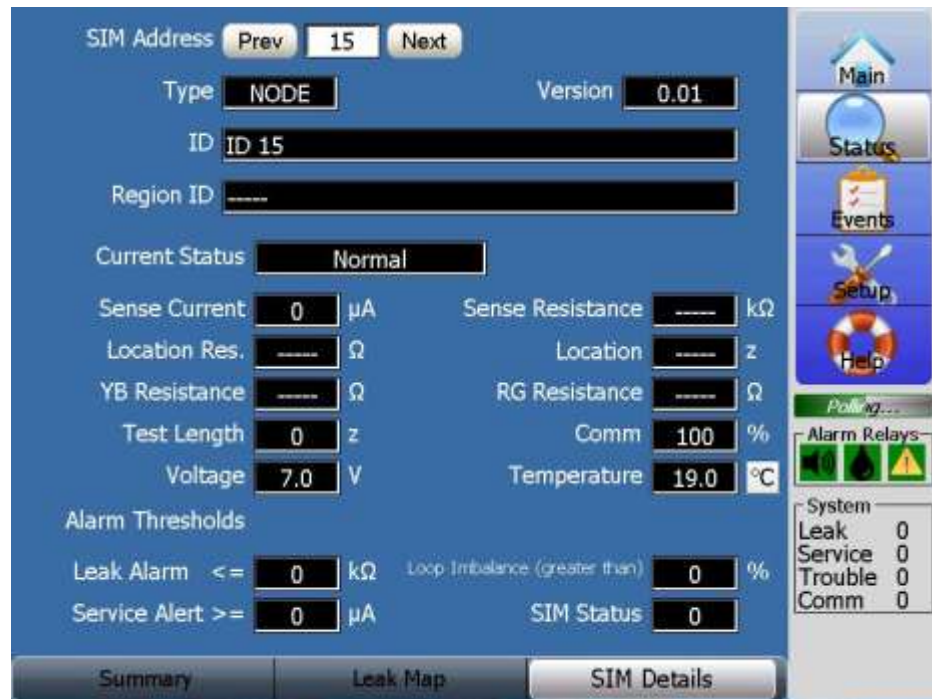 SIM Address Prev 15 Next
Type NODE Version 0.01
ID ID 15
Region ID -----
Current Status Normal
Sense Current 0 µA Sense Resistance ----- kΩ
Location Res. ----- Ω Location ----- z
YB Resistance ----- Ω RG Resistance ----- Ω
Test Length 0 z Comm 100 %
Voltage 7.0 V Temperature 19.0 °C
Alarm Thresholds
Leak Alarm <= 0 kΩ Loop Imbalance (greater than) 0 %
Service Alert >= 0 µA SIM Status 0
Summary Leak Map SIM Details
Main
Status
Events
Setup
Help
Polling...
Alarm Relays
System
Leak 0
Service 0
Trouble 0
Comm 0